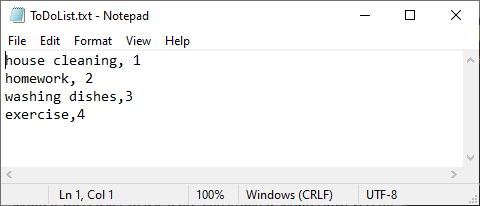 ToDoList.txt - Notepad
File Edit Format View Help
house cleaning, 1
homework, 2
washing dishes,3
exercise,4
Ln 1, Col 1 100% Windows (CRLF) UTF-8